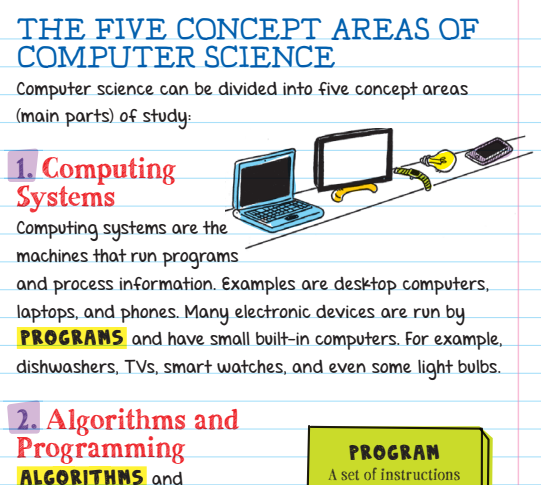 THE FIVE CONCEPT AREAS OF
COMPUTER SCIENCE
Computer science can be divided into five concept areas
(main parts) of study:
1. Computing
Systems
Computing systems are the
machines that run programs
and process information. Examples are desktop computers,
laptops, and phones. Many electronic devices are run by
PROGRAMS and have small built-in computers. For example,
dishwashers, TVs, smart watches, and even some light bulbs.
2. Algorithms and
Programming
ALGORITHMS and
PROGRAM
A set of instructions